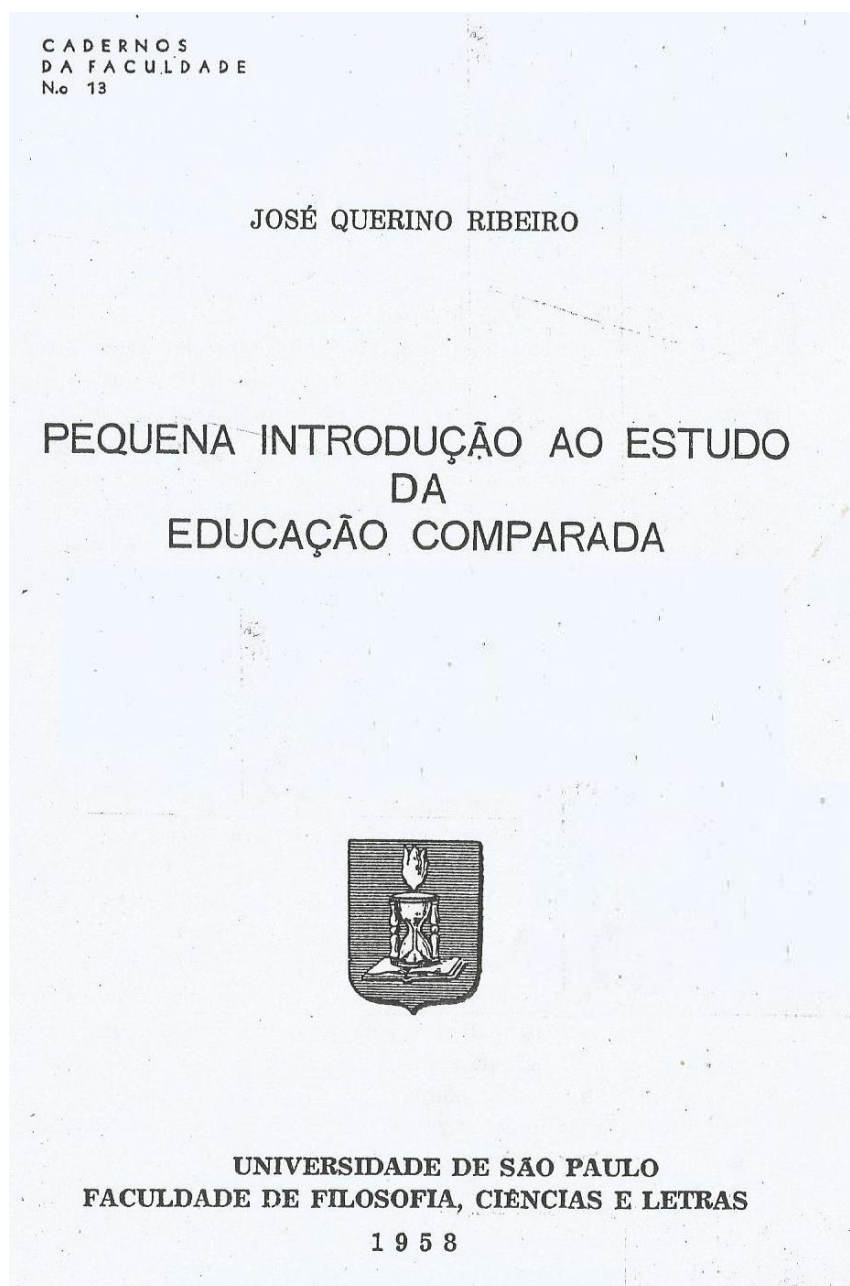 CADERNOS
DA FACULDADE
N.o 13
JOSÉ QUERINO RIBEIRO
PEQUENA INTRODUÇÃO AO ESTUDO
DA
EDUCAÇÃO COMPARADA
UNIVERSIDADE DE SÃO PAULO
FACULDADE DE FILOSOFIA, CIÊNCIAS E LETRAS
1958